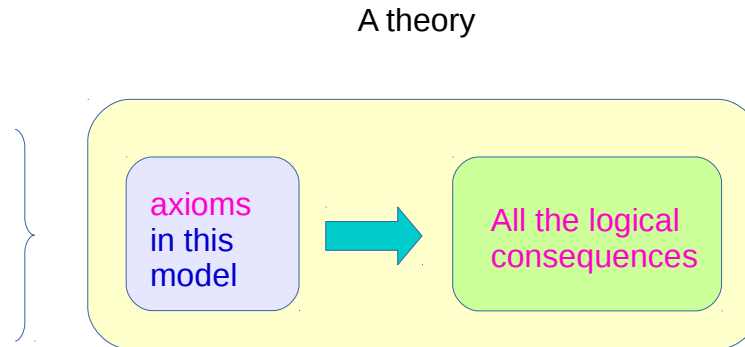 A theory
axioms
in this
model
All the logical
consequences